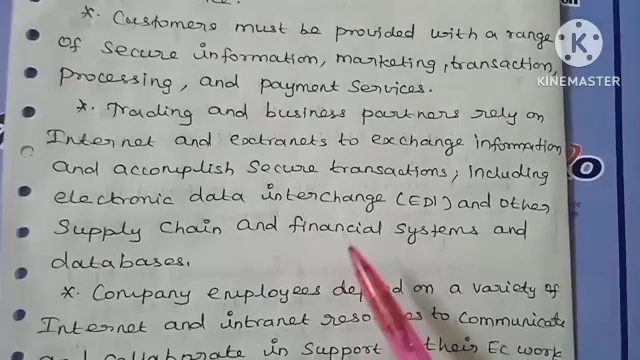 *. Customers must be provided with a range
of secure information, marketing, transaction,
processing, and payment services.
*. Trading and business partners rely on
Internet and extranets to exchange information
and accomplish secure transactions, including
electronic data interchange (EDI) and other
supply chain and financial systems and
databases.
*. Company employees depend on a variety of
Internet and intranet resources to communicate
and collaborate in support of their EC work
KINEMASTER